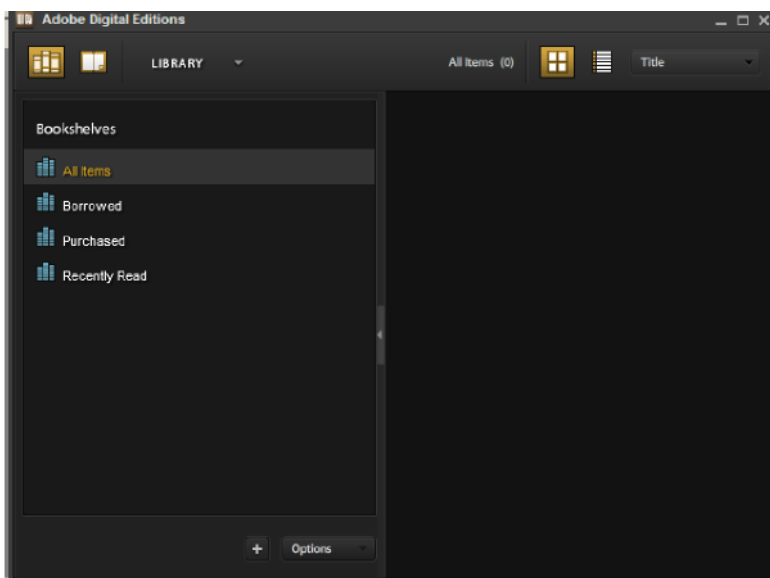 Adobe Digital Editions
LIBRARY All Items (0) Title
Bookshelves
All Items
Borrowed
Purchased
Recently Read
+ Options